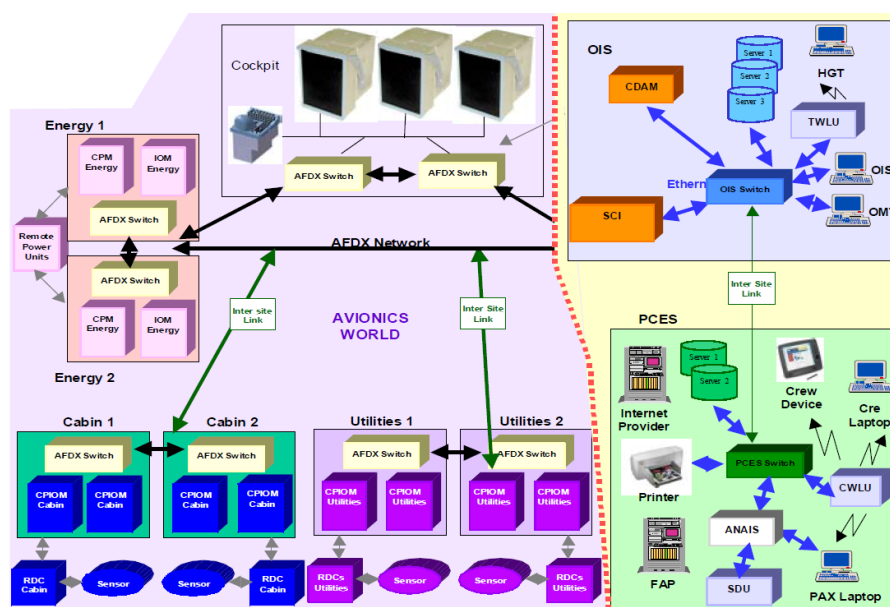 Cockpit
Energy 1
CPM
Energy
IOM
Energy
AFDX Switch
AFDX Switch
AFDX Switch
Remote
Power
Units
AFDX Network
AFDX Switch
CPM
Energy
IOM
Energy
Energy 2
Inter site
Link
Inter Site
Link
AVIONICS
WORLD
Cabin 1
Cabin 2
AFDX Switch
AFDX Switch
CPIOM
Cabin
CPIOM
Cabin
CPIOM
Cabin
CPIOM
Cabin
RDC
Cabin
Sensor
Sensor
RDC
Cabin
Utilities 1
Utilities 2
AFDX Switch
AFDX Switch
CPIOM
Utilities
CPIOM
Utilities
CPIOM
Utilities
CPIOM
Utilities
RDCs
Utilities
Sensor
Sensor
RDCs
Utilities
OIS
CDAM
Server 1
Server 2
Server 3
HGT
TWLU
Ethern
OIS Switch
OIS
OMT
SCI
Inter Site
Link
PCES
Server 1
Server 2
Internet
Provider
Crew
Device
Cre
Laptop
Printer
PCES Switch
CWLU
ANAIS
FAP
SDU
PAX Laptop